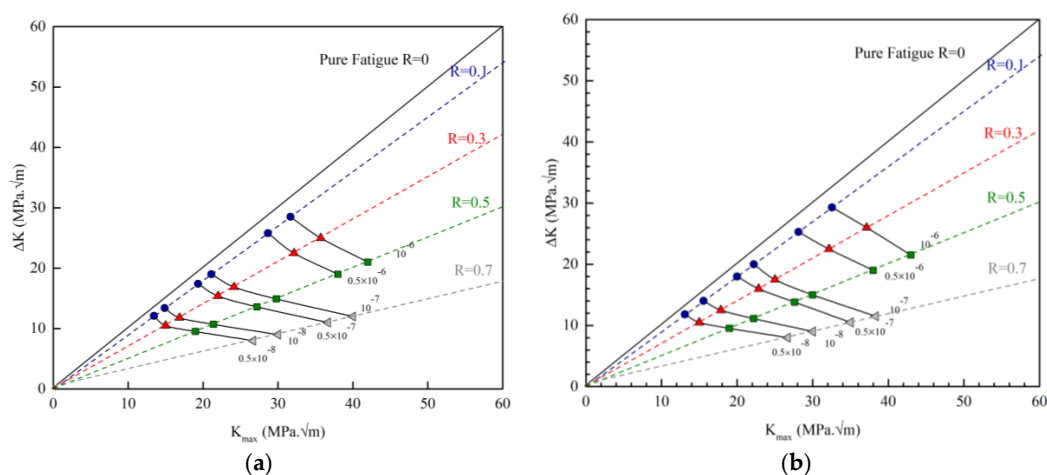 60
50
40
30
20
10
0
ΔK (MPa.√m)
Pure Fatigue R=0
R=0.1
R=0.3
R=0.5
R=0.7
10⁻⁶
0.5×10⁻⁶
10⁻⁷
0.5×10⁻⁷
10⁻⁸
0.5×10⁻⁸
0 10 20 30 40 50 60
Kmax (MPa.√m)
(a)
60
50
40
30
20
10
0
ΔK (MPa.√m)
Pure Fatigue R=0
R=0.1
R=0.3
R=0.5
R=0.7
10⁻⁶
0.5×10⁻⁶
10⁻⁷
0.5×10⁻⁷
10⁻⁸
0.5×10⁻⁸
0 10 20 30 40 50 60
Kmax (MPa.√m)
(b)